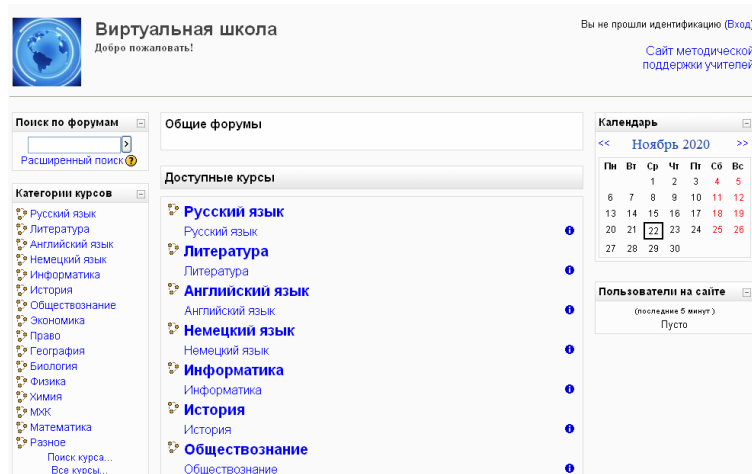 Виртуальная школа
Добро пожаловать!
Вы не прошли идентификацию (Вход)
Сайт методической
поддержки учителей
Поиск по форумам
Расширенный поиск
Категории курсов
Русский язык
Литература
Английский язык
Немецкий язык
Информатика
История
Обществознание
Экономика
Право
География
Биология
Физика
Химия
МХК
Математика
Разное
Поиск курса...
Все курсы...
Общие форумы
Доступные курсы
Русский язык
Русский язык
Литература
Литература
Английский язык
Английский язык
Немецкий язык
Немецкий язык
Информатика
Информатика
История
История
Обществознание
Обществознание
Календарь
<< Ноябрь 2020 >>
Пн Вт Ср Чт Пт Сб Вс
1 2 3 4 5
6 7 8 9 10 11 12
13 14 15 16 17 18 19
20 21 22 23 24 25 26
27 28 29 30
Пользователи на сайте
(последние 5 минут)
Пусто